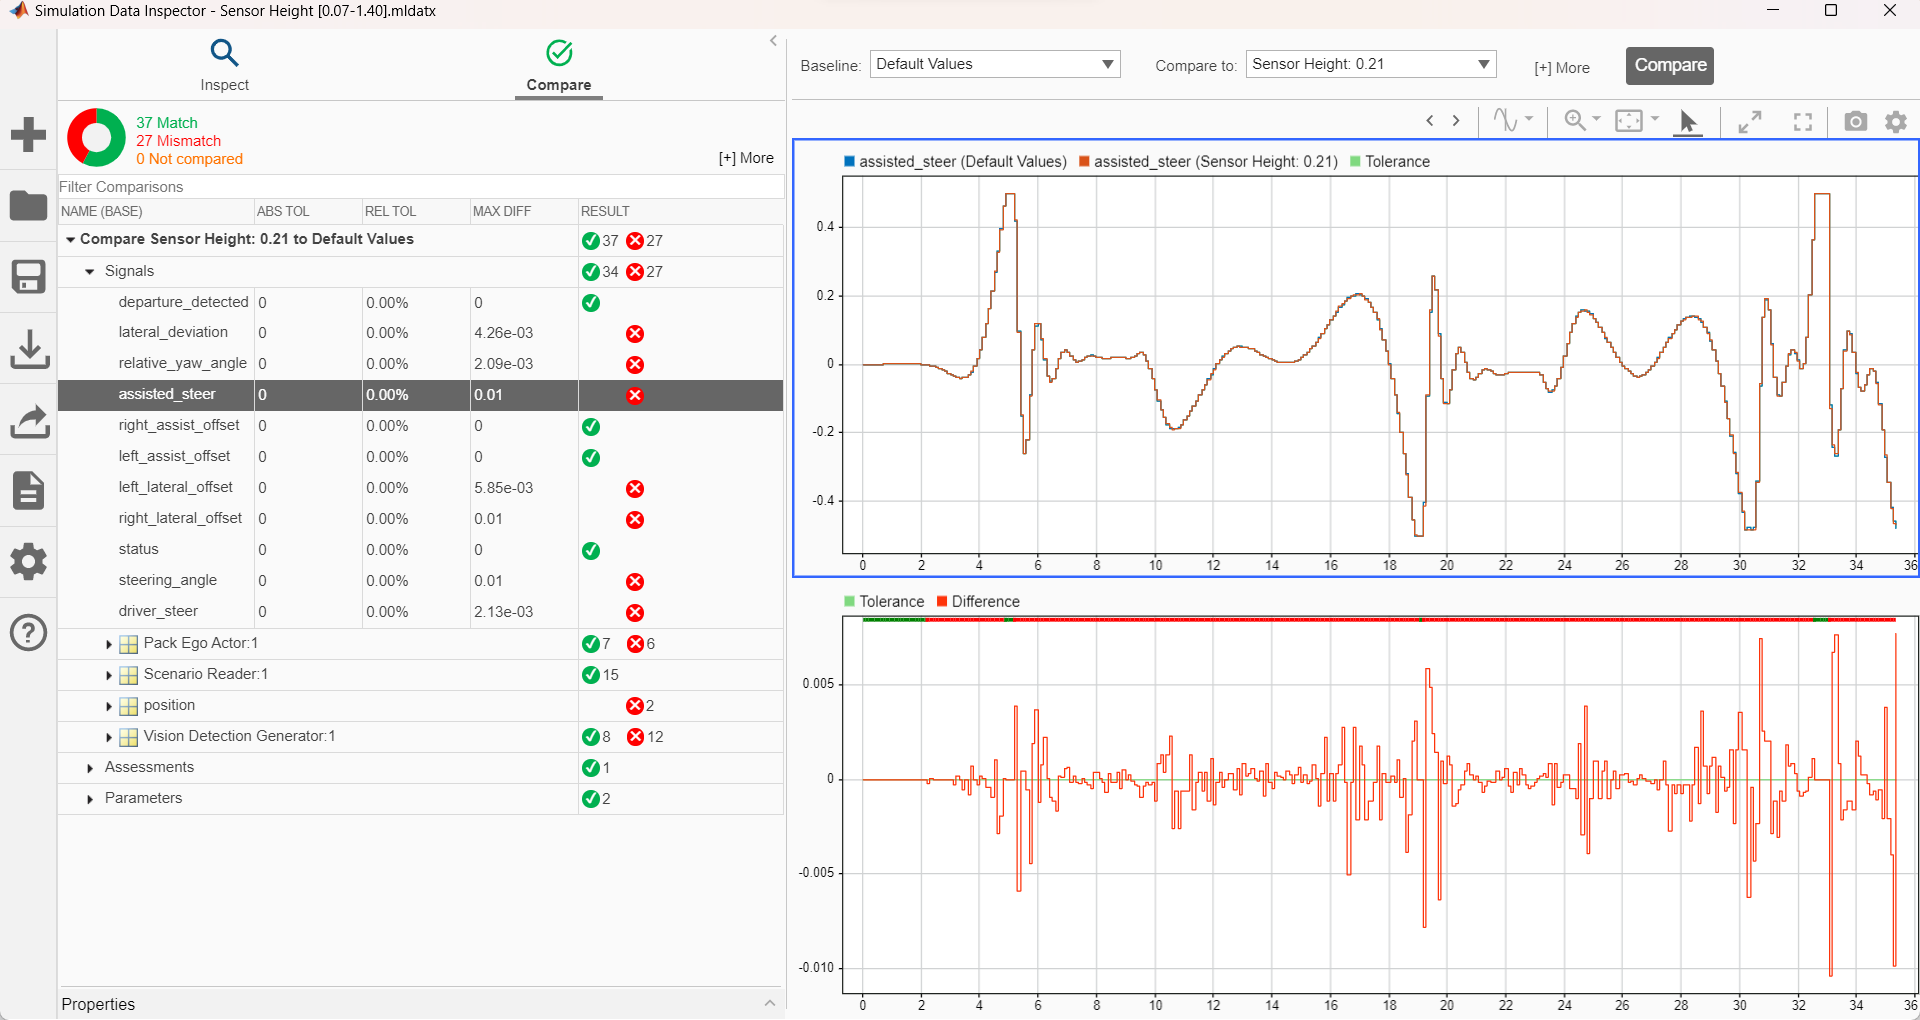 Simulation Data Inspector - Sensor Height [0.07-1.40].mldatx
Inspect
Compare
37 Match
27 Mismatch
0 Not compared
[+] More
Filter Comparisons
NAME (BASE) ABS TOL REL TOL MAX DIFF RESULT
Compare Sensor Height: 0.21 to Default Values 37 27
Signals 34 27
departure_detected 0 0.00% 0
lateral_deviation 0 0.00% 4.26e-03
relative_yaw_angle 0 0.00% 2.09e-03
assisted_steer 0 0.00% 0.01
right_assist_offset 0 0.00% 0
left_assist_offset 0 0.00% 0
left_lateral_offset 0 0.00% 5.85e-03
right_lateral_offset 0 0.00% 0.01
status 0 0.00% 0
steering_angle 0 0.00% 0.01
driver_steer 0 0.00% 2.13e-03
Pack Ego Actor:1 7 6
Scenario Reader:1 15
position 2
Vision Detection Generator:1 8 12
Assessments 1
Parameters 2
Properties
Baseline: Default Values Compare to: Sensor Height: 0.21 [+] More Compare
assisted_steer (Default Values) assisted_steer (Sensor Height: 0.21) Tolerance
0.4
0.2
0
-0.2
-0.4
0 2 4 6 8 10 12 14 16 18 20 22 24 26 28 30 32 34 36
Tolerance Difference
0.005
0
-0.005
-0.010
0 2 4 6 8 10 12 14 16 18 20 22 24 26 28 30 32 34 36